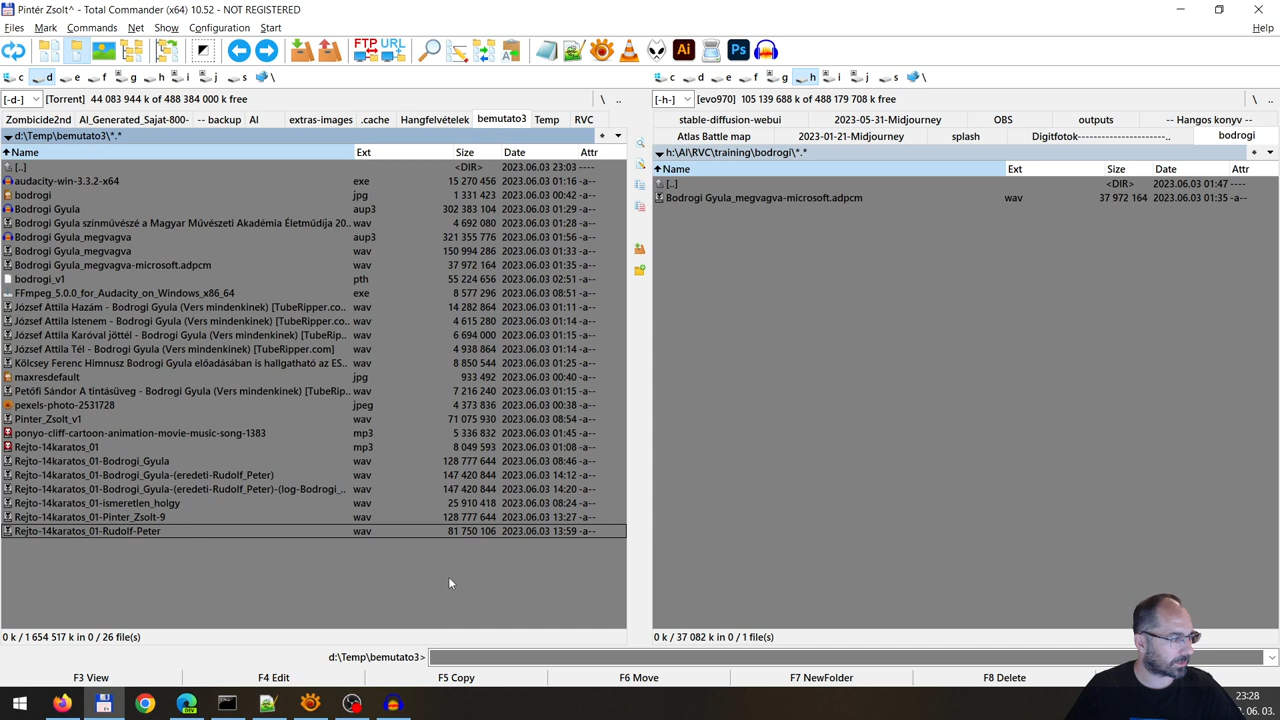 Pintér Zsolt^ - Total Commander (x64) 10.52 - NOT REGISTERED
Files Mark Commands Net Show Configuration Start Help
FTP URL Ai Ps
c d e f g h i j s \ c d e f g h i j s \
[-d-] [Torrent] 44 083 944 k of 488 384 000 k free \ ..
[-h-] [evo970] 105 139 688 k of 488 179 708 k free \ ..
Zombicide2nd AI_Generated_Sajat-800- -- backup AI extras-images .cache Hangfelvételek bemutato3 Temp RVC
stable-diffusion-webui 2023-05-31-Midjourney OBS outputs -- Hangos konyv --
Atlas Battle map 2023-01-21-Midjourney splash Digitfotok----------------------.. bodrogi
d:\Temp\bemutato3\*.*
h:\AI\RVC\training\bodrogi\*.*
Name Ext Size Date Attr
[..] <DIR> 2023.06.03 23:03 ----
audacity-win-3.3.2-x64 exe 15 270 456 2023.06.03 01:16 -a--
bodrogi jpg 1 331 423 2023.06.03 00:42 -a--
Bodrogi Gyula aup3 302 383 104 2023.06.03 01:29 -a--
Bodrogi Gyula színművészé a Magyar Művészeti Akadémia Életműdíja 20.. wav 4 692 080 2023.06.03 01:28 -a--
Bodrogi Gyula_megvagva aup3 321 355 776 2023.06.03 01:56 -a--
Bodrogi Gyula_megvagva wav 150 994 286 2023.06.03 01:33 -a--
Bodrogi Gyula_megvagva-microsoft.adpcm wav 37 972 164 2023.06.03 01:35 -a--
bodrogi_v1 pth 55 224 656 2023.06.03 02:51 -a--
FFmpeg_5.0.0_for_Audacity_on_Windows_x86_64 exe 8 577 296 2023.06.03 08:51 -a--
József Attila Hazám - Bodrogi Gyula (Vers mindenkinek) [TubeRipper.co.. wav 14 282 864 2023.06.03 01:11 -a--
József Attila Istenem - Bodrogi Gyula (Vers mindenkinek) [TubeRipper.c.. wav 4 615 280 2023.06.03 01:14 -a--
József Attila Karóval jöttél - Bodrogi Gyula (Vers mindenkinek) [TubeRip.. wav 6 694 000 2023.06.03 01:15 -a--
József Attila Tél - Bodrogi Gyula (Vers mindenkinek) [TubeRipper.com] wav 4 938 864 2023.06.03 01:14 -a--
Kölcsey Ferenc Himnusz Bodrogi Gyula előadásában is hallgatható az ES.. wav 8 850 544 2023.06.03 01:25 -a--
maxresdefault jpg 933 492 2023.06.03 00:40 -a--
Petőfi Sándor A tintásüveg - Bodrogi Gyula (Vers mindenkinek) [TubeRip.. wav 7 216 240 2023.06.03 01:15 -a--
pexels-photo-2531728 jpeg 4 373 836 2023.06.03 00:38 -a--
Pinter_Zsolt_v1 wav 71 075 930 2023.06.03 08:54 -a--
ponyo-cliff-cartoon-animation-movie-music-song-1383 mp3 5 336 832 2023.06.03 01:45 -a--
Rejto-14karatos_01 mp3 8 049 593 2023.06.03 01:08 -a--
Rejto-14karatos_01-Bodrogi_Gyula wav 128 777 644 2023.06.03 08:46 -a--
Rejto-14karatos_01-Bodrogi_Gyula-(eredeti-Rudolf_Peter) wav 147 420 844 2023.06.03 14:12 -a--
Rejto-14karatos_01-Bodrogi_Gyula-(eredeti-Rudolf_Peter)-(log-Bodrogi_.. wav 147 420 844 2023.06.03 14:20 -a--
Rejto-14karatos_01-ismeretlen_holgy wav 25 910 418 2023.06.03 08:24 -a--
Rejto-14karatos_01-Pinter_Zsolt-9 wav 128 777 644 2023.06.03 13:27 -a--
Rejto-14karatos_01-Rudolf-Peter wav 81 750 106 2023.06.03 13:59 -a--
Name Ext Size Date Attr
[..] <DIR> 2023.06.03 01:47 ----
Bodrogi Gyula_megvagva-microsoft.adpcm wav 37 972 164 2023.06.03 01:35 -a--
0 k / 1 654 517 k in 0 / 26 file(s)
0 k / 37 082 k in 0 / 1 file(s)
d:\Temp\bemutato3>
F3 View F4 Edit F5 Copy F6 Move F7 NewFolder F8 Delete
DEV
23:28
. 06. 03.